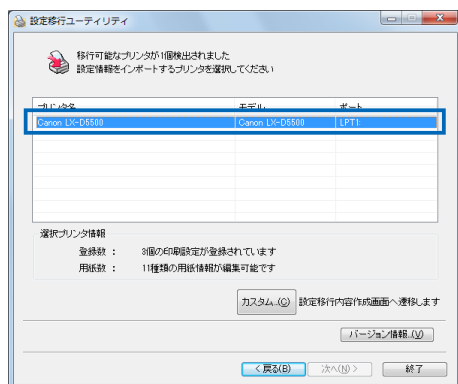 設定移行ユーティリティ
移行可能なプリンタが1個検出されました
設定情報をインポートするプリンタを選択してください
プリンタ名 モデル ポート
Canon LX-D5500 Canon LX-D5500 LPT1:
選択プリンタ情報
登録数 : 3個の印刷設定が登録されています
用紙数 : 11種類の用紙情報が編集可能です
カスタム...(C) 設定移行内容作成画面へ遷移します
バージョン情報...(V)
< 戻る(B) 次へ(N) > 終了